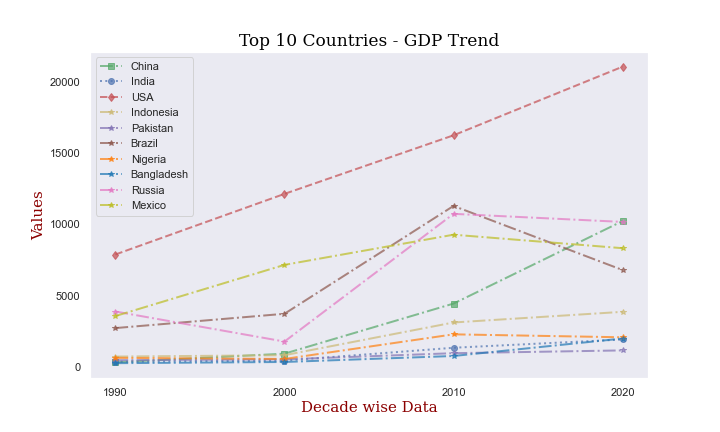 Top 10 Countries - GDP Trend
China
India
USA
Indonesia
Pakistan
Brazil
Nigeria
Bangladesh
Russia
Mexico
Values
20000
15000
10000
5000
0
1990 2000 2010 2020
Decade wise Data